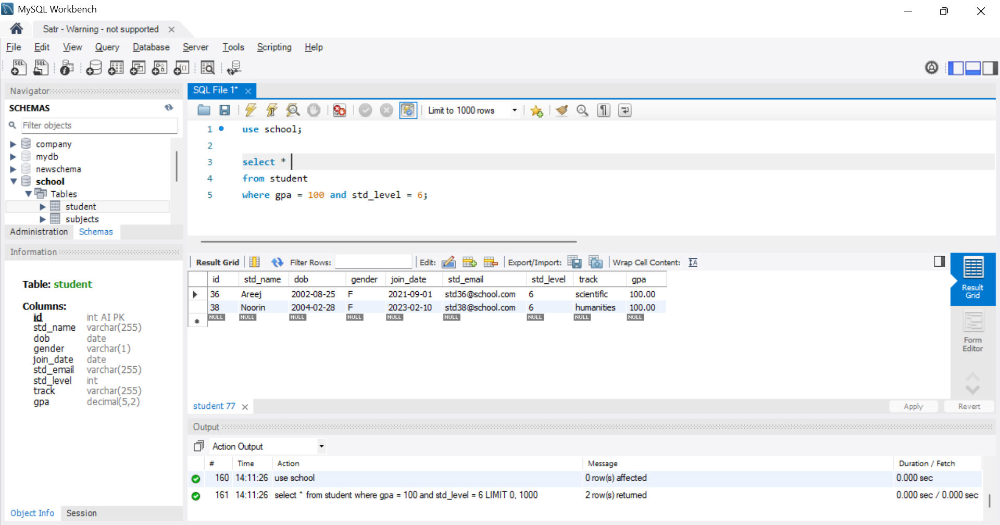 MySQL Workbench
Satr - Warning - not supported
File Edit View Query Database Server Tools Scripting Help
Navigator
SCHEMAS
Filter objects
company
mydb
newschema
school
Tables
student
subjects
Administration Schemas
Information
Table: student
Columns:
id int AI PK
std_name varchar(255)
dob date
gender varchar(1)
join_date date
std_email varchar(255)
std_level int
track varchar(255)
gpa decimal(5,2)
Object Info Session
SQL File 1*
Limit to 1000 rows
1 use school;
2
3 select *
4 from student
5 where gpa = 100 and std_level = 6;
Result Grid Filter Rows: Edit: Export/Import: Wrap Cell Content:
id std_name dob gender join_date std_email std_level track gpa
36 Areej 2002-08-25 F 2021-09-01 std36@school.com 6 scientific 100.00
38 Noorin 2004-02-28 F 2023-02-10 std38@school.com 6 humanities 100.00
NULL NULL NULL NULL NULL NULL NULL NULL NULL
Result
Grid
Form
Editor
student 77
Apply Revert
Output
Action Output
# Time Action Message Duration / Fetch
160 14:11:26 use school 0 row(s) affected 0.000 sec
161 14:11:26 select * from student where gpa = 100 and std_level = 6 LIMIT 0, 1000 2 row(s) returned 0.000 sec / 0.000 sec